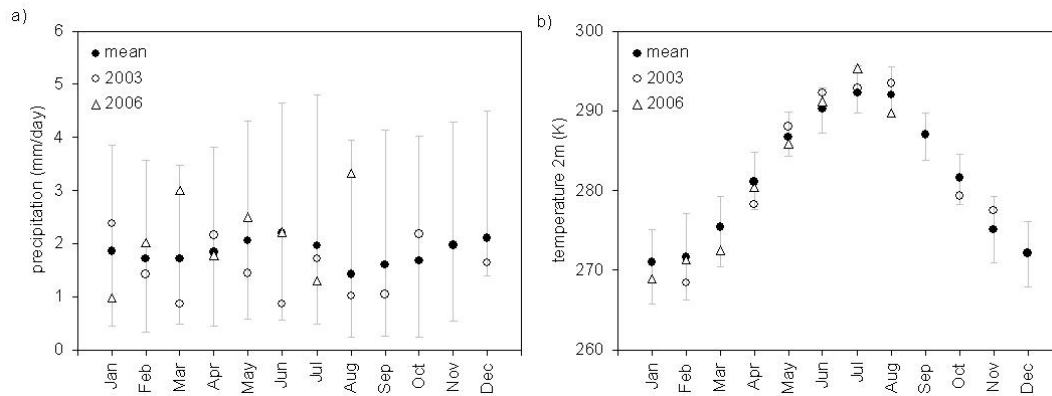 a)
precipitation (mm/day)
6
5
4
3
2
1
0
mean
2003
2006
Jan
Feb
Mar
Apr
May
Jun
Jul
Aug
Sep
Oct
Nov
Dec
b)
temperature 2m (K)
300
290
280
270
260
mean
2003
2006
Jan
Feb
Mar
Apr
May
Jun
Jul
Aug
Sep
Oct
Nov
Dec